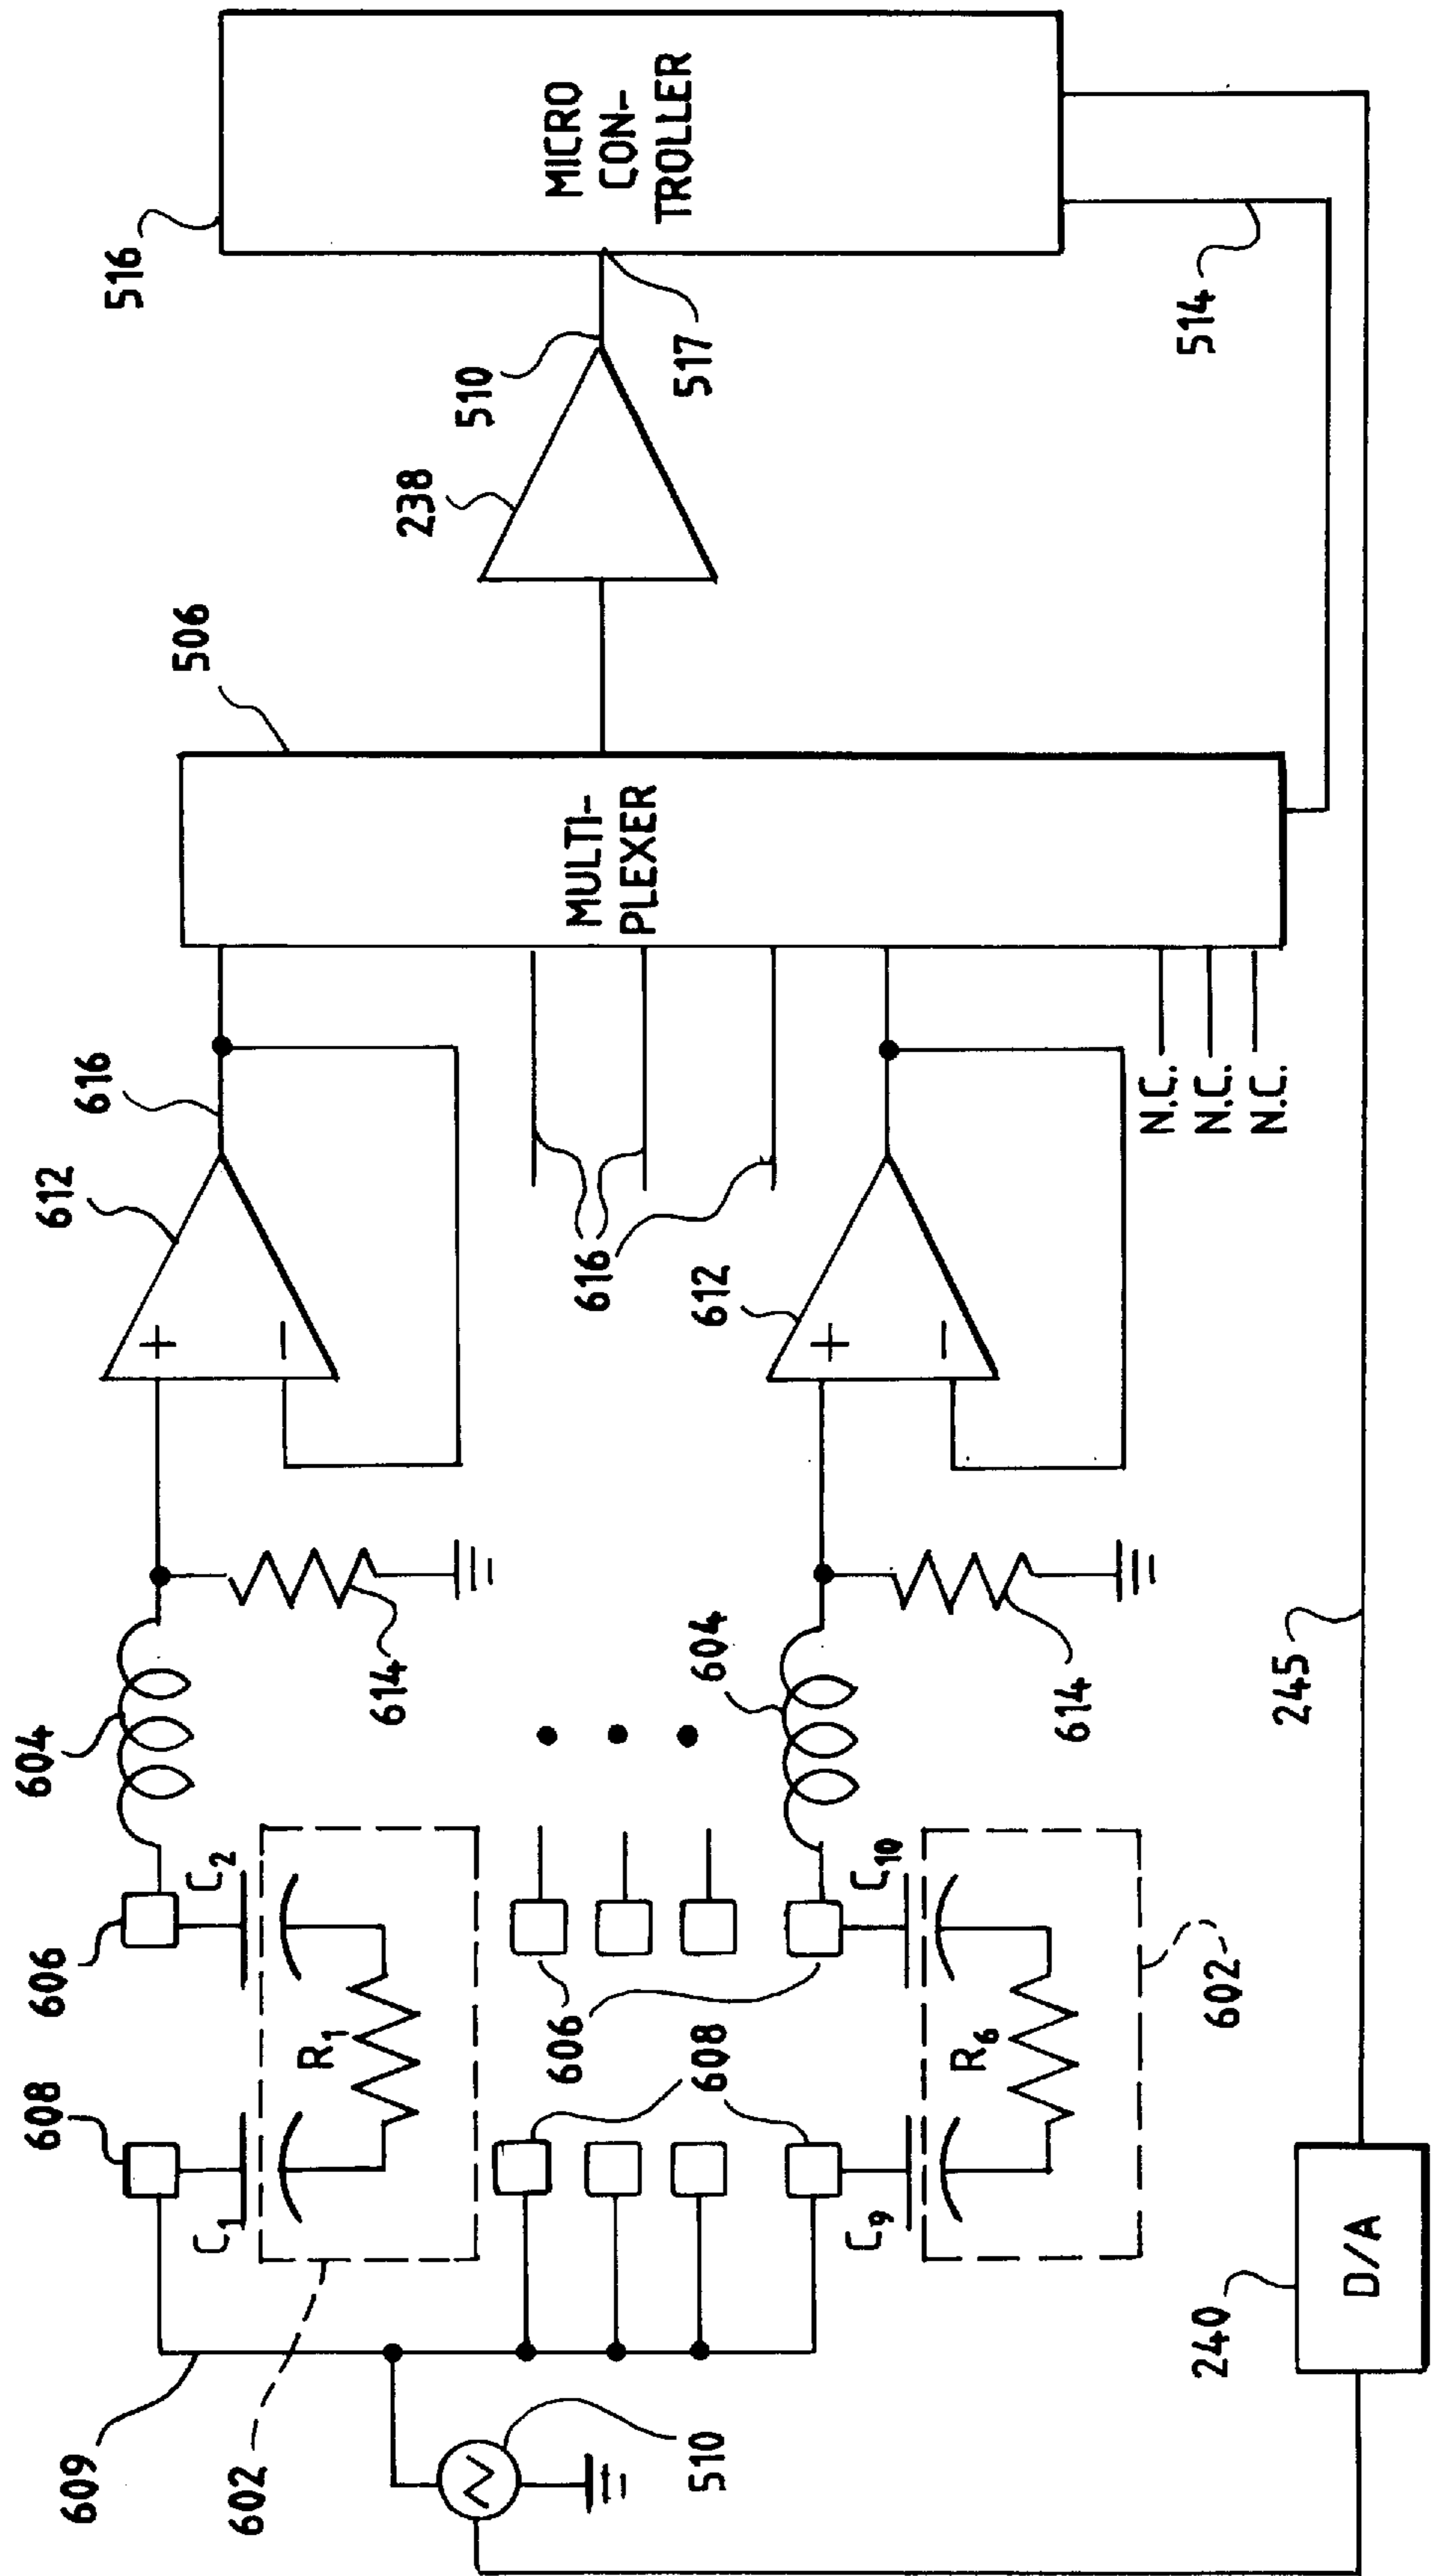 609
602
510
608
C1
R1
606
C2
604
614
612
616
506
MULTI-
PLEXER
238
510
517
516
MICRO
CON-
TROLLER
514
606
608
C9
R6
C10
602
604
614
612
+
−
616
+
−
N.C.
N.C.
N.C.
240
D/A
245